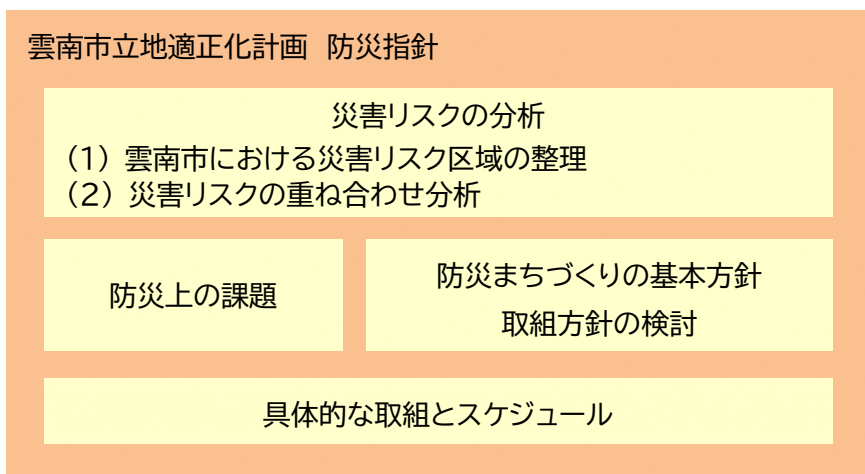 雲南市立地適正化計画 防災指針
災害リスクの分析
(1) 雲南市における災害リスク区域の整理
(2) 災害リスクの重ね合わせ分析
防災上の課題
防災まちづくりの基本方針
取組方針の検討
具体的な取組とスケジュール